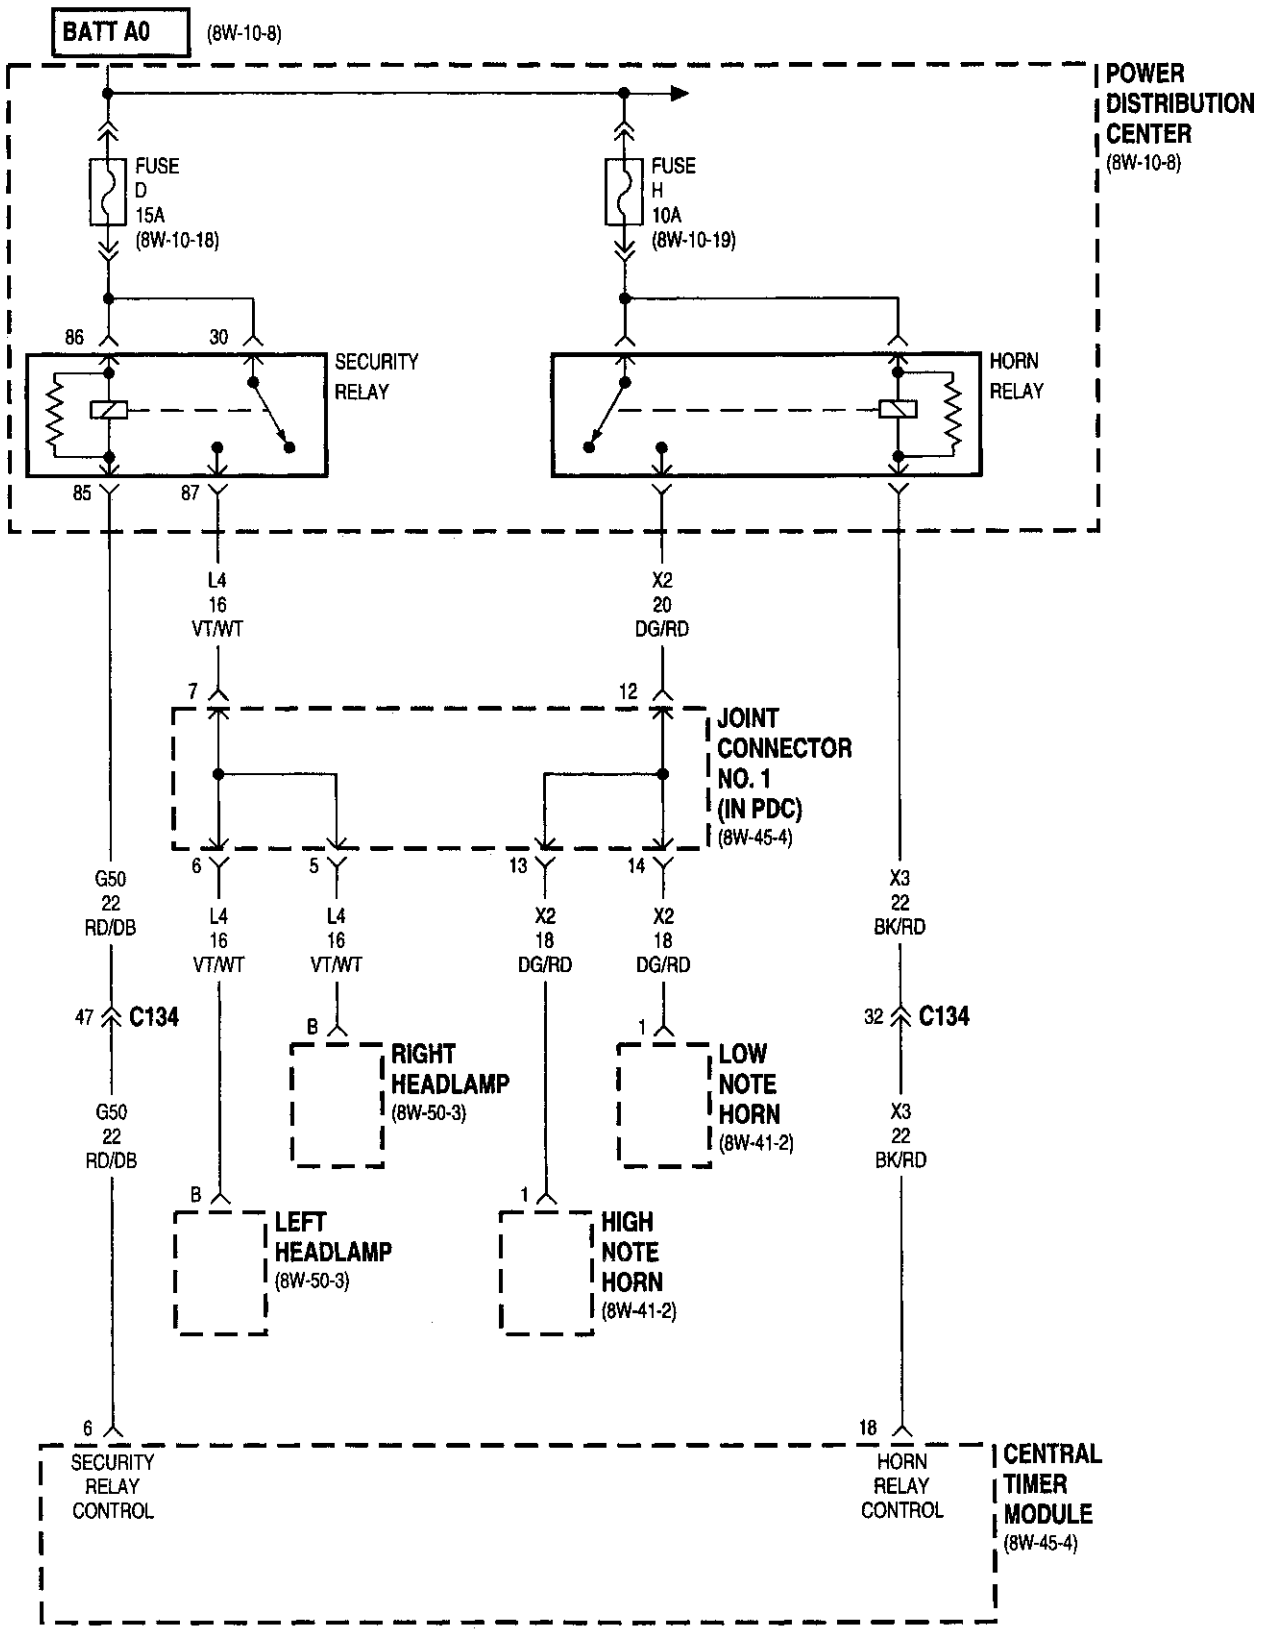 BATT A0 (8W-10-8)
POWER
DISTRIBUTION
CENTER
(8W-10-8)
FUSE
D
15A
(8W-10-18)
FUSE
H
10A
(8W-10-19)
86 30
SECURITY
RELAY
HORN
RELAY
85 87
L4
16
VT/WT
X2
20
DG/RD
7 12
JOINT
CONNECTOR
NO. 1
(IN PDC)
(8W-45-4)
6 5 13 14
G50
22
RD/DB
L4
16
VT/WT
L4
16
VT/WT
X2
18
DG/RD
X2
18
DG/RD
X3
22
BK/RD
47 C134
32 C134
B
RIGHT
HEADLAMP
(8W-50-3)
1
LOW
NOTE
HORN
(8W-41-2)
G50
22
RD/DB
X3
22
BK/RD
B
LEFT
HEADLAMP
(8W-50-3)
1
HIGH
NOTE
HORN
(8W-41-2)
6 18
SECURITY
RELAY
CONTROL
HORN
RELAY
CONTROL
CENTRAL
TIMER
MODULE
(8W-45-4)